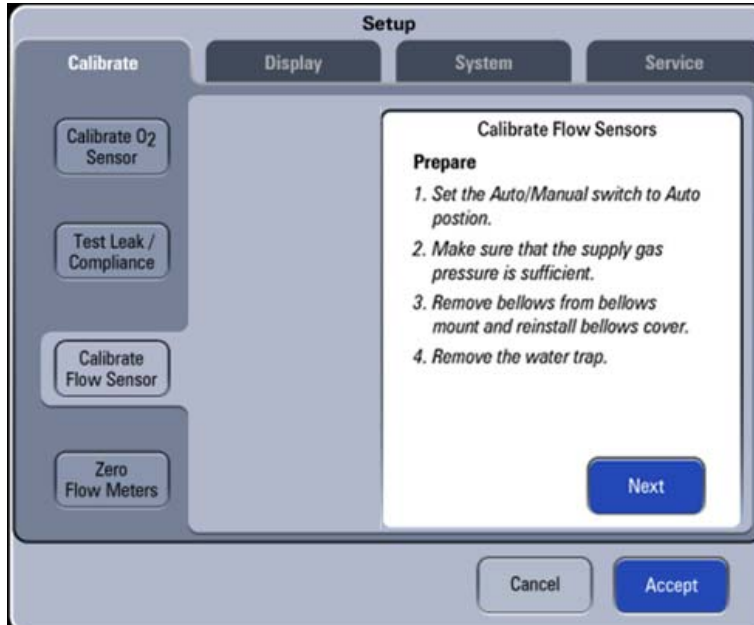 Setup
Calibrate
Display
System
Service
Calibrate O2
Sensor
Test Leak /
Compliance
Calibrate
Flow Sensor
Zero
Flow Meters
Calibrate Flow Sensors
Prepare
1. Set the Auto/Manual switch to Auto
postion.
2. Make sure that the supply gas
pressure is sufficient.
3. Remove bellows from bellows
mount and reinstall bellows cover.
4. Remove the water trap.
Next
Cancel
Accept